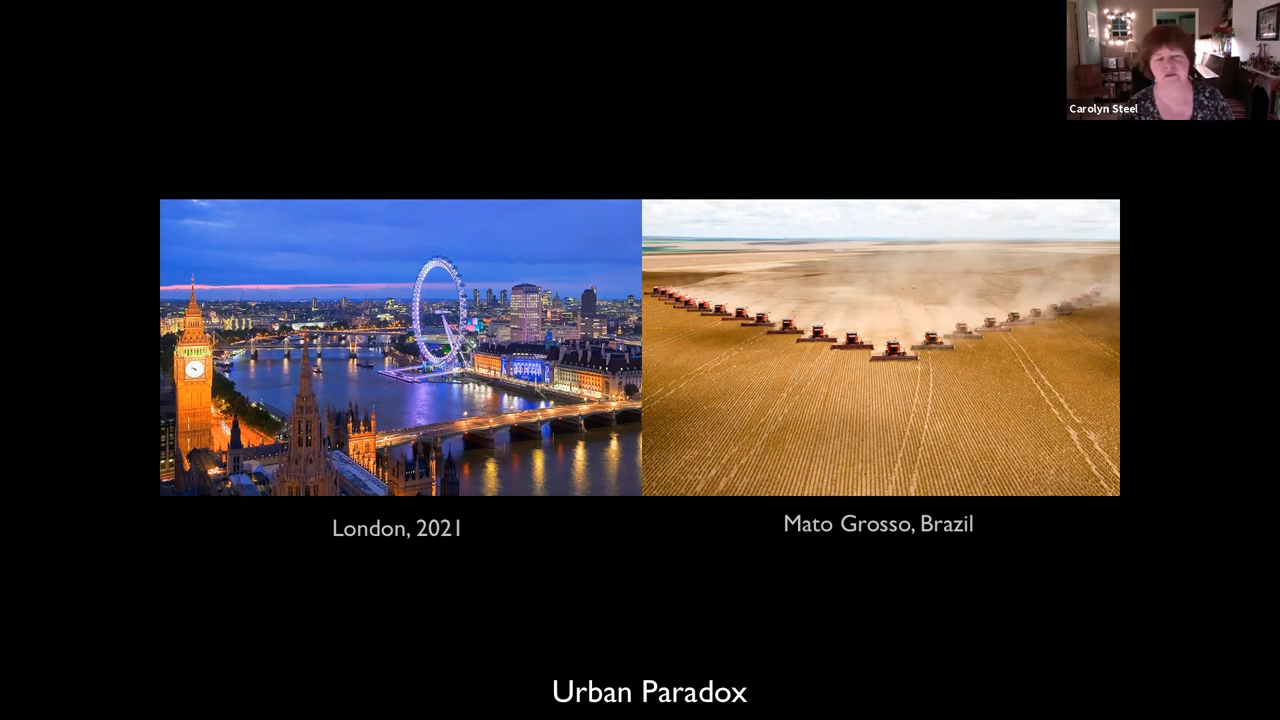 Carolyn Steel
London, 2021
Mato Grosso, Brazil
Urban Paradox